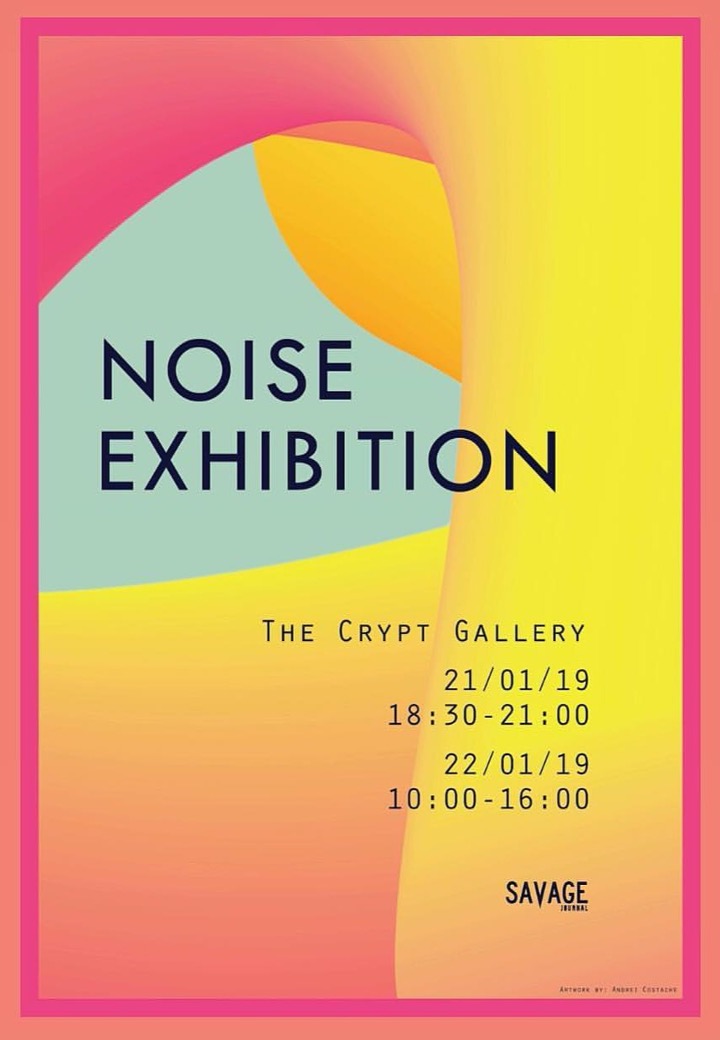 NOISE
EXHIBITION
THE CRYPT GALLERY
21/01/19
18:30-21:00
22/01/19
10:00-16:00
SAVAGE
JOURNAL
ARTWORK BY: ANDREI COSTACHE